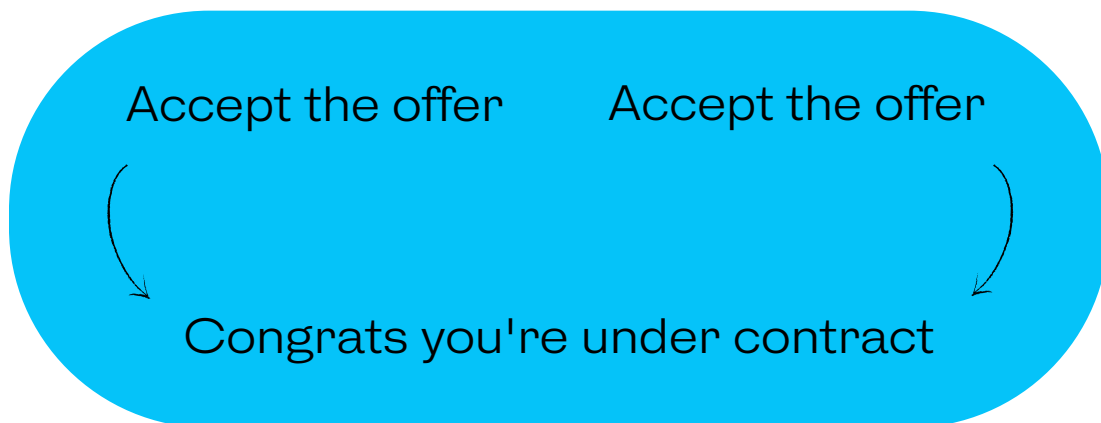 Accept the offer
Accept the offer
Congrats you're under contract